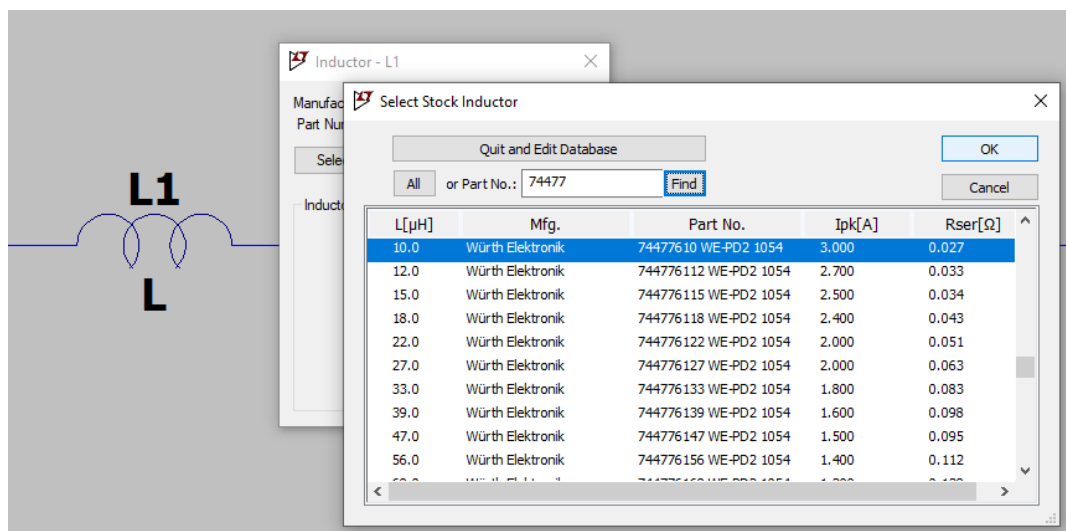 Inductor - L1
Manufac
Part Nur
Sele
Inducto
L1
L
Select Stock Inductor
Quit and Edit Database
OK
All or Part No.: 74477 Find
Cancel
L[µH] Mfg. Part No. Ipk[A] Rser[Ω]
10.0 Würth Elektronik 74477610 WE-PD2 1054 3.000 0.027
12.0 Würth Elektronik 744776112 WE-PD2 1054 2.700 0.033
15.0 Würth Elektronik 744776115 WE-PD2 1054 2.500 0.034
18.0 Würth Elektronik 744776118 WE-PD2 1054 2.400 0.043
22.0 Würth Elektronik 744776122 WE-PD2 1054 2.000 0.051
27.0 Würth Elektronik 744776127 WE-PD2 1054 2.000 0.063
33.0 Würth Elektronik 744776133 WE-PD2 1054 1.800 0.083
39.0 Würth Elektronik 744776139 WE-PD2 1054 1.600 0.098
47.0 Würth Elektronik 744776147 WE-PD2 1054 1.500 0.095
56.0 Würth Elektronik 744776156 WE-PD2 1054 1.400 0.112